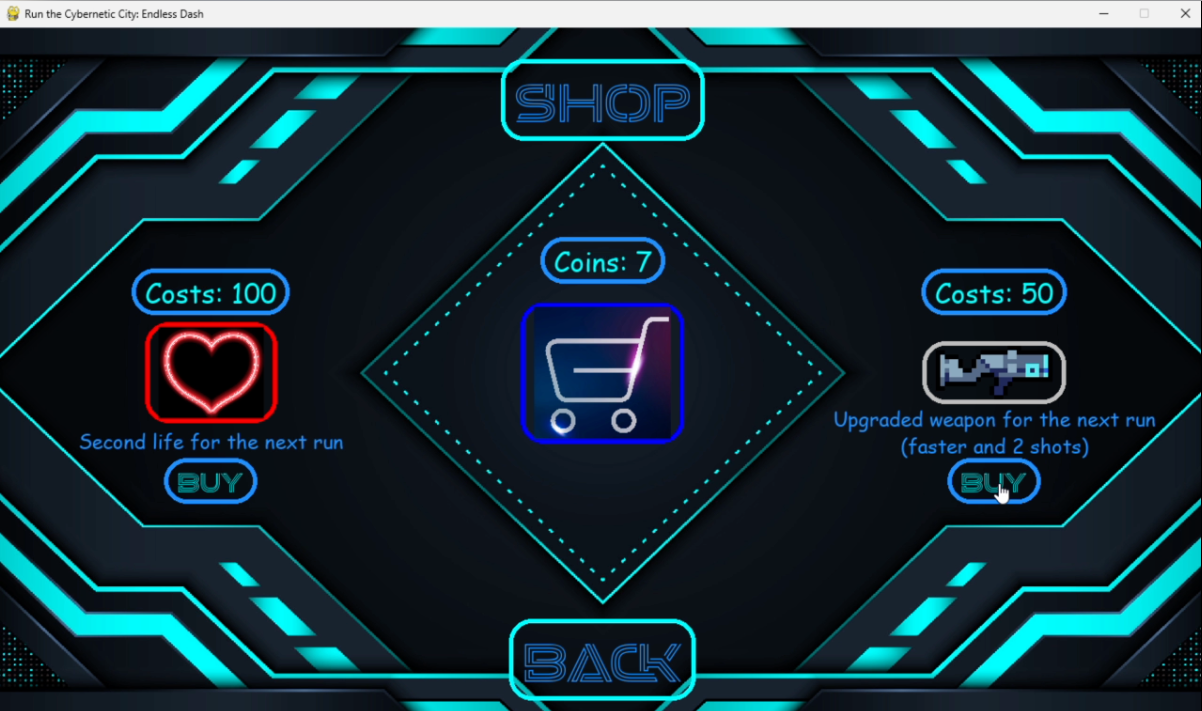 Run the Cybernetic City: Endless Dash
SHOP
Coins: 7
Costs: 100
Second life for the next run
BUY
Costs: 50
Upgraded weapon for the next run
(faster and 2 shots)
BUY
BACK